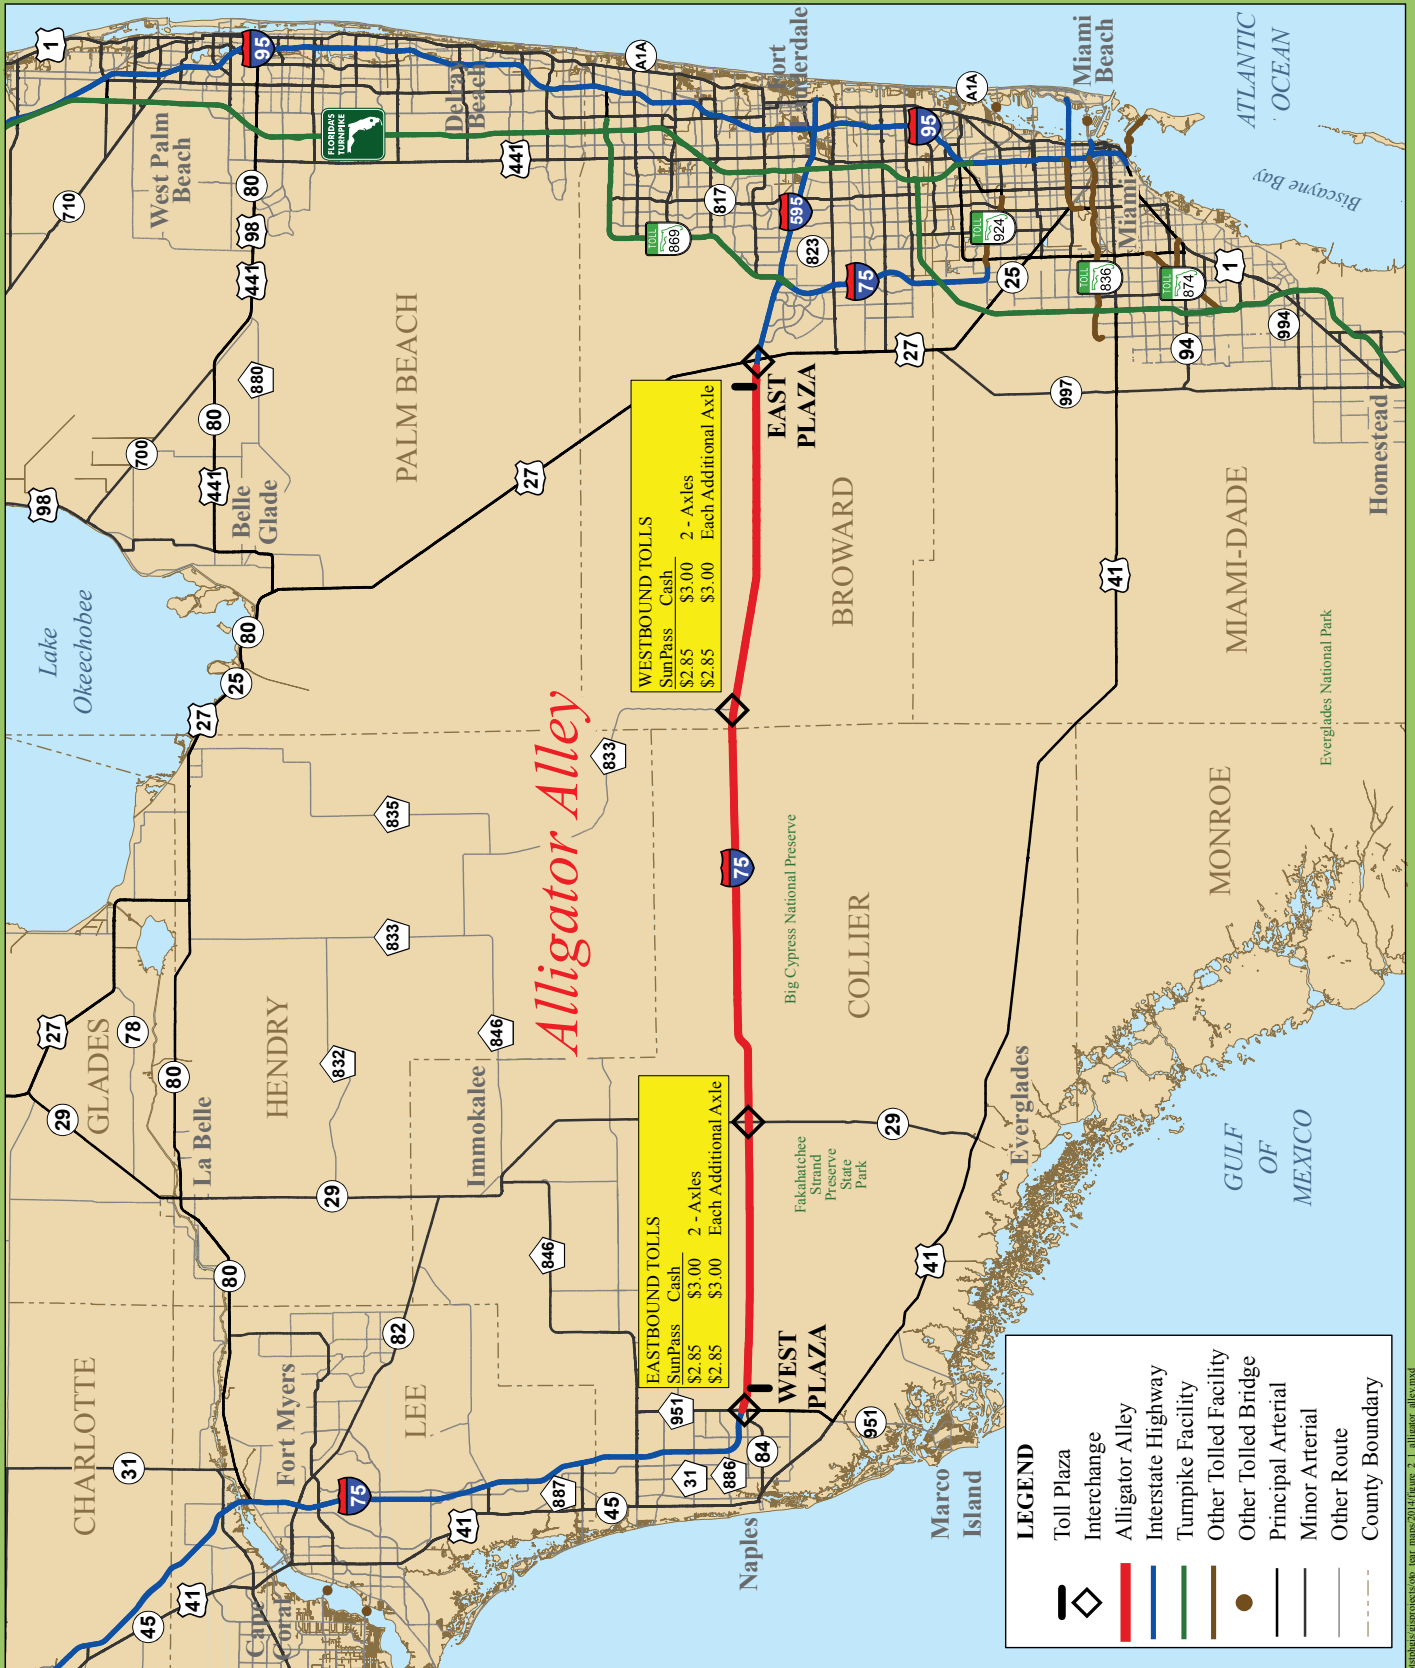 Alligator Alley
CHARLOTTE
GLADES
HENDRY
LEE
COLLIER
MONROE
PALM BEACH
BROWARD
MIAMI-DADE
Lake
Okeechobee
GULF
OF
MEXICO
ATLANTIC
OCEAN
Biscayne Bay
Cape
Coral
Fort Myers
La Belle
Immokalee
Naples
Marco
Island
Everglades
Belle
Glade
West Palm
Beach
Delray
Beach
Fort
Miami
Beach
Miami
Homestead
Big Cypress National Preserve
Fakahatchee
Strand
Preserve
State
Park
Everglades National Park
WEST
PLAZA
EAST
PLAZA
EASTBOUND TOLLS
SunPass Cash
$2.85 $3.00 2 - Axles
$2.85 $3.00 Each Additional Axle
WESTBOUND TOLLS
SunPass Cash
$2.85 $3.00 2 - Axles
$2.85 $3.00 Each Additional Axle
FLORIDA'S
TURNPIKE
45
41
31
75
41
887
45
31
886
84
951
951
82
80
846
29
29
78
27
80
832
846
833
835
833
75
29
41
27
25
80
27
98
700
441
80
880
441
98
80
710
1
95
441
A1A
TOLL
869
817
595
823
75
95
A1A
TOLL
924
25
TOLL
836
TOLL
874
1
94
994
27
997
41
LEGEND
Toll Plaza
Interchange
Alligator Alley
Interstate Highway
Turnpike Facility
Other Tolled Facility
Other Tolled Bridge
Principal Arterial
Minor Arterial
Other Route
County Boundary